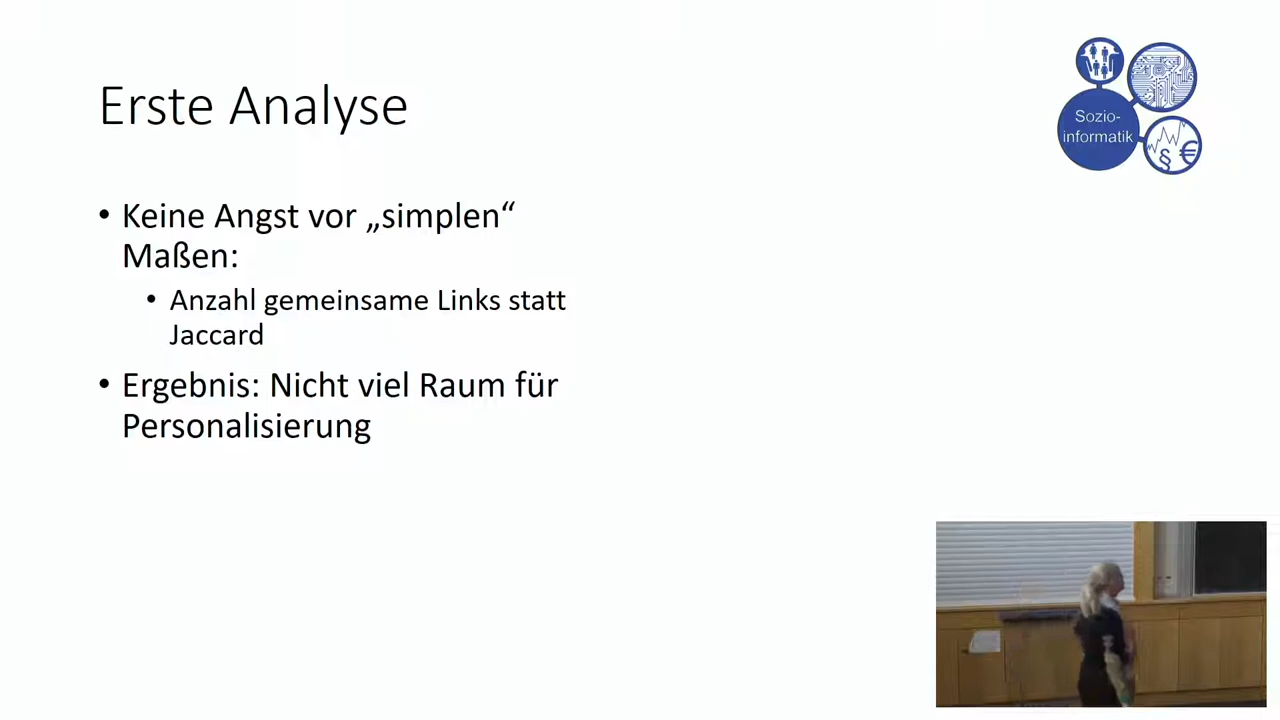 Erste Analyse
Sozio-
informatik
§ €
• Keine Angst vor „simplen“
Maßen:
• Anzahl gemeinsame Links statt
Jaccard
• Ergebnis: Nicht viel Raum für
Personalisierung